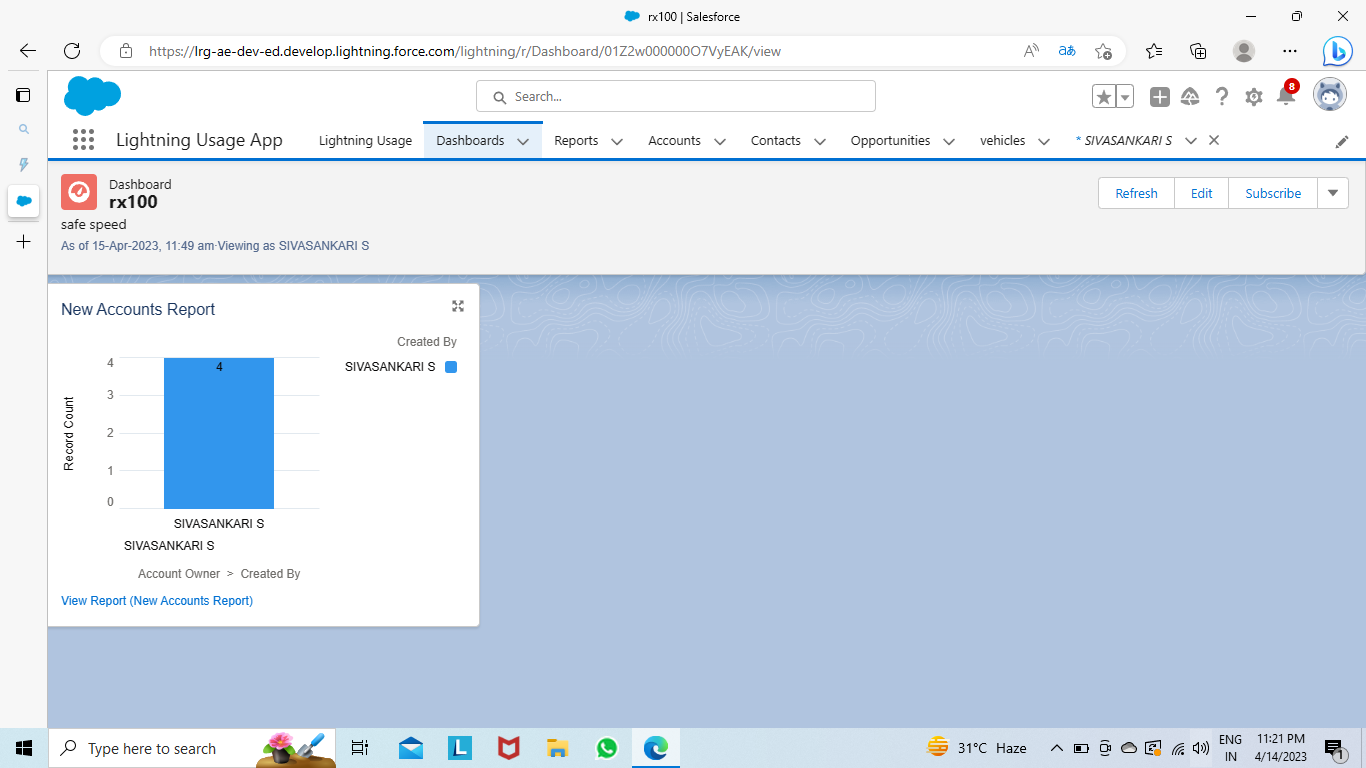 rx100 | Salesforce
https://lrg-ae-dev-ed.develop.lightning.force.com/lightning/r/Dashboard/01Z2w000000O7VyEAK/view
Search...
8
Lightning Usage App
Lightning Usage
Dashboards
Reports
Accounts
Contacts
Opportunities
vehicles
* SIVASANKARI S
Dashboard
rx100
safe speed
As of 15-Apr-2023, 11:49 am·Viewing as SIVASANKARI S
Refresh
Edit
Subscribe
New Accounts Report
Created By
SIVASANKARI S
Record Count
4
3
2
1
0
4
SIVASANKARI S
SIVASANKARI S
Account Owner > Created By
View Report (New Accounts Report)
Type here to search
L
31°C Haze
ENG
IN
11:21 PM
4/14/2023
1